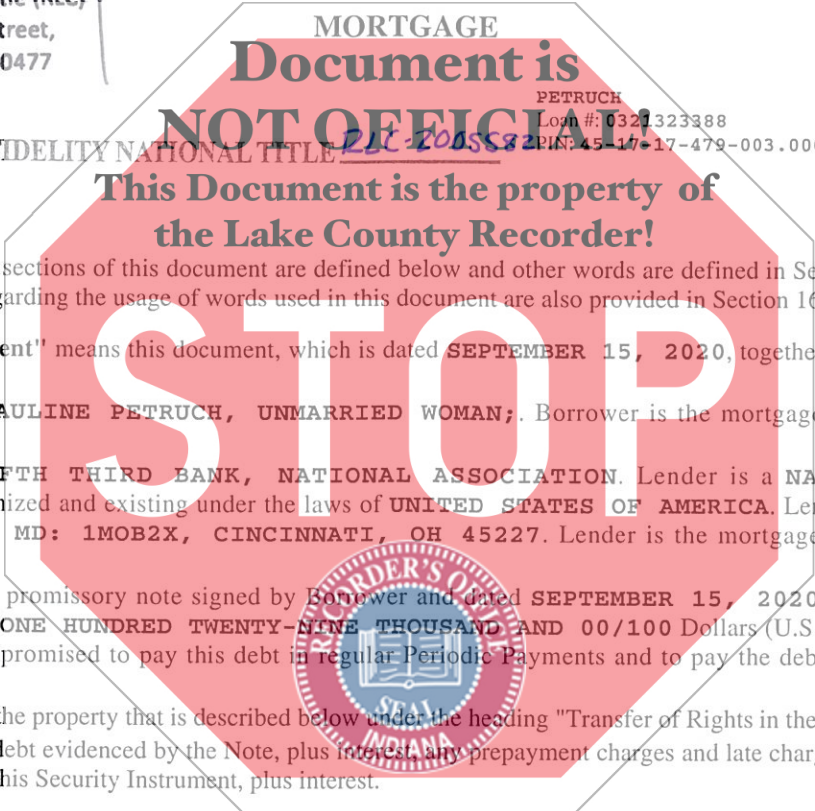 MORTGAGE
treet,
0477
Document is
NOT OFFICIAL!
PETRUCH
Loan #: 0321323388
PIN: 45-17-17-479-003.00
IDELITY NATIONAL TITLE RLC-2005582
This Document is the property of
the Lake County Recorder!
sections of this document are defined below and other words are defined in Se
garding the usage of words used in this document are also provided in Section 16
STOP
ent" means this document, which is dated SEPTEMBER 15, 2020, togethe
AULINE PETRUCH, UNMARRIED WOMAN;. Borrower is the mortgag
FTH THIRD BANK, NATIONAL ASSOCIATION. Lender is a NA
nized and existing under the laws of UNITED STATES OF AMERICA. Len
MD: 1MOB2X, CINCINNATI, OH 45227. Lender is the mortgage
promissory note signed by Borrower and dated SEPTEMBER 15, 2020
ONE HUNDRED TWENTY-NINE THOUSAND AND 00/100 Dollars (U.S
promised to pay this debt in regular Periodic Payments and to pay the deb
RECORDER'S OFFICE
SEAL
INDIANA
the property that is described below under the heading "Transfer of Rights in the
debt evidenced by the Note, plus interest, any prepayment charges and late charg
his Security Instrument, plus interest.